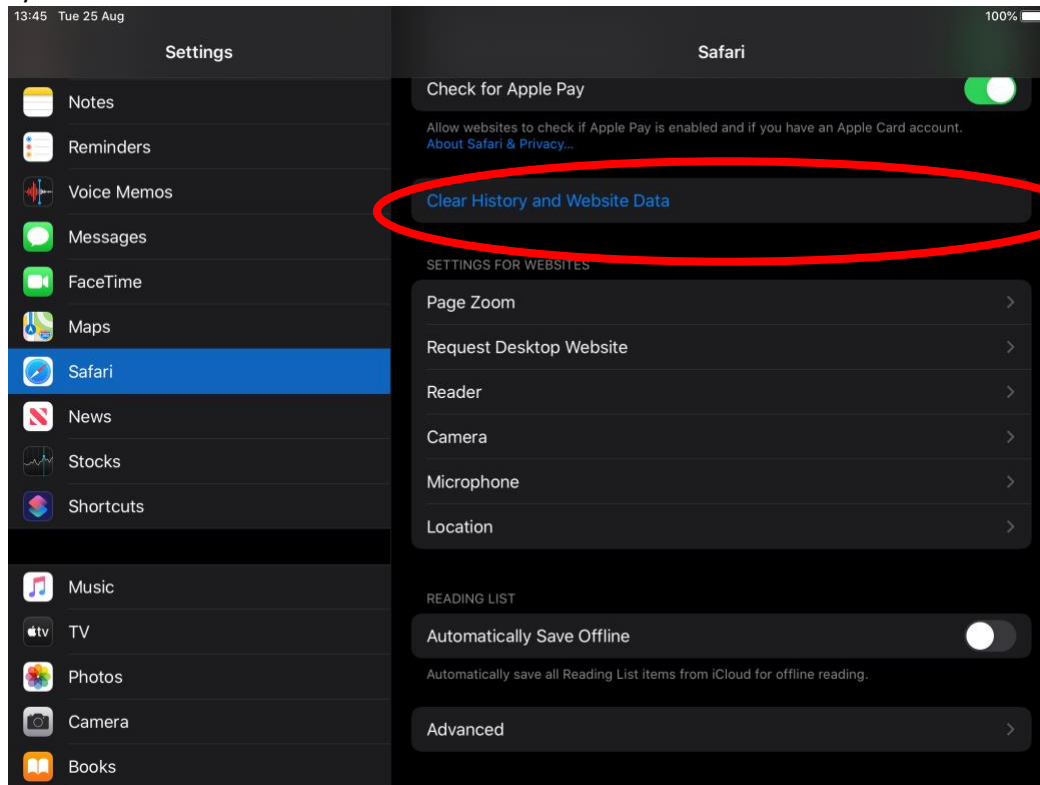 13:45 Tue 25 Aug
100%
Settings
Notes
Reminders
Voice Memos
Messages
FaceTime
Maps
Safari
News
Stocks
Shortcuts
Music
tv TV
Photos
Camera
Books
Safari
Check for Apple Pay
Allow websites to check if Apple Pay is enabled and if you have an Apple Card account.
About Safari & Privacy...
Clear History and Website Data
SETTINGS FOR WEBSITES
Page Zoom
Request Desktop Website
Reader
Camera
Microphone
Location
READING LIST
Automatically Save Offline
Automatically save all Reading List items from iCloud for offline reading.
Advanced